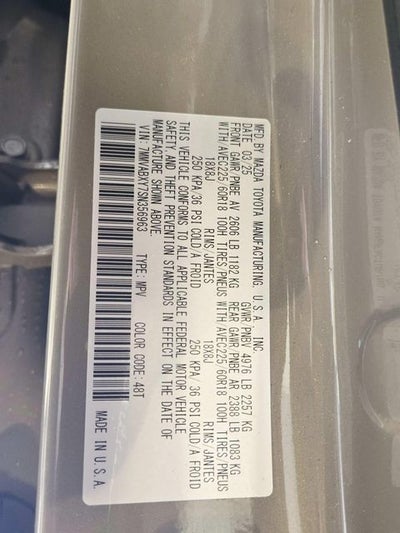 MFD. BY MAZDA TOYOTA MANUFACTURING, U.S.A., INC.
DATE 03/25 GVWR/PNBV 4976 LB 2257 KG
FRONT GAWR/PNBE AV 2606 LB 1182 KG REAR GAWR/PNBE AR 2388 LB 1083 KG
WITH/AVEC225/60R18 100H TIRES/PNEUS WITH/AVEC225/60R18 100H TIRES/PNEUS
18X8J RIMS/JANTES 18X8J RIMS/JANTES
250 KPA/36 PSI COLD/A FROID 250 KPA/36 PSI COLD/A FROID
THIS VEHICLE CONFORMS TO ALL APPLICABLE FEDERAL MOTOR VEHICLE
SAFETY AND THEFT PREVENTION STANDARDS IN EFFECT ON THE DATE OF
MANUFACTURE SHOWN ABOVE.
VIN: 7MMVABXY7SN356963 TYPE: MPV COLOR CODE: 48T
MADE IN U.S.A.